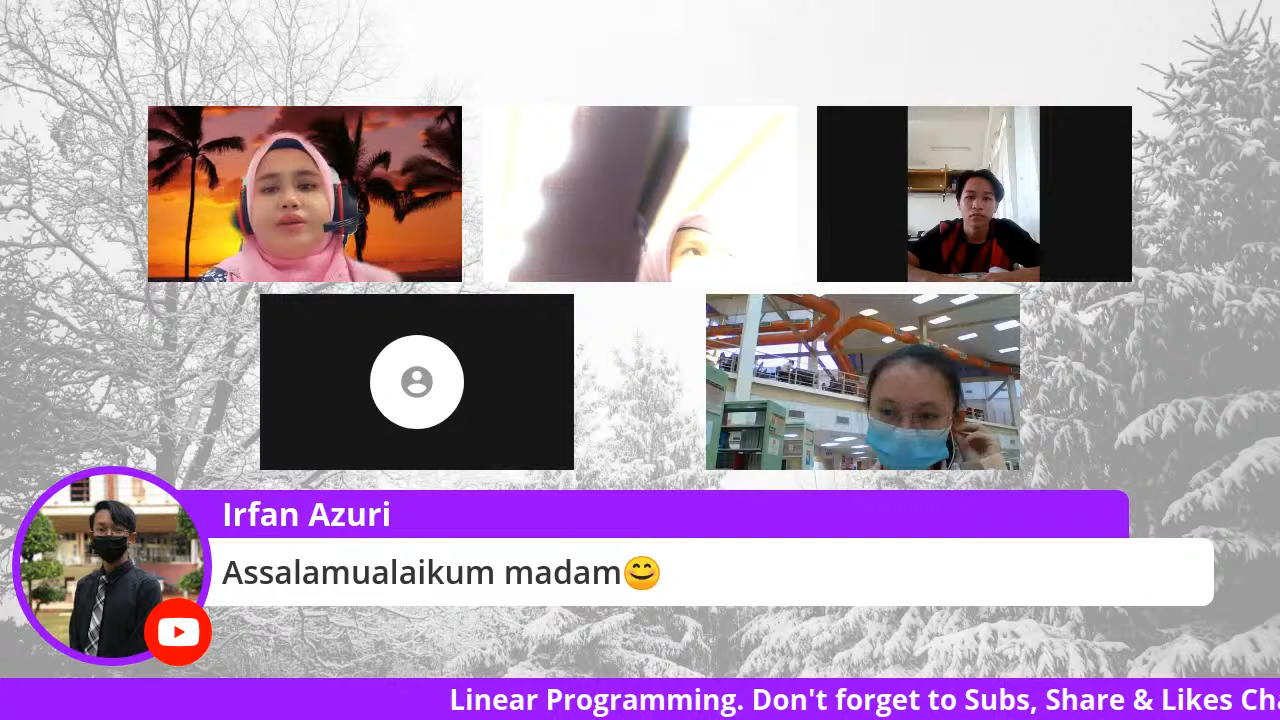 Irfan Azuri
Assalamualaikum madam😊
Linear Programming. Don't forget to Subs, Share & Likes Cha